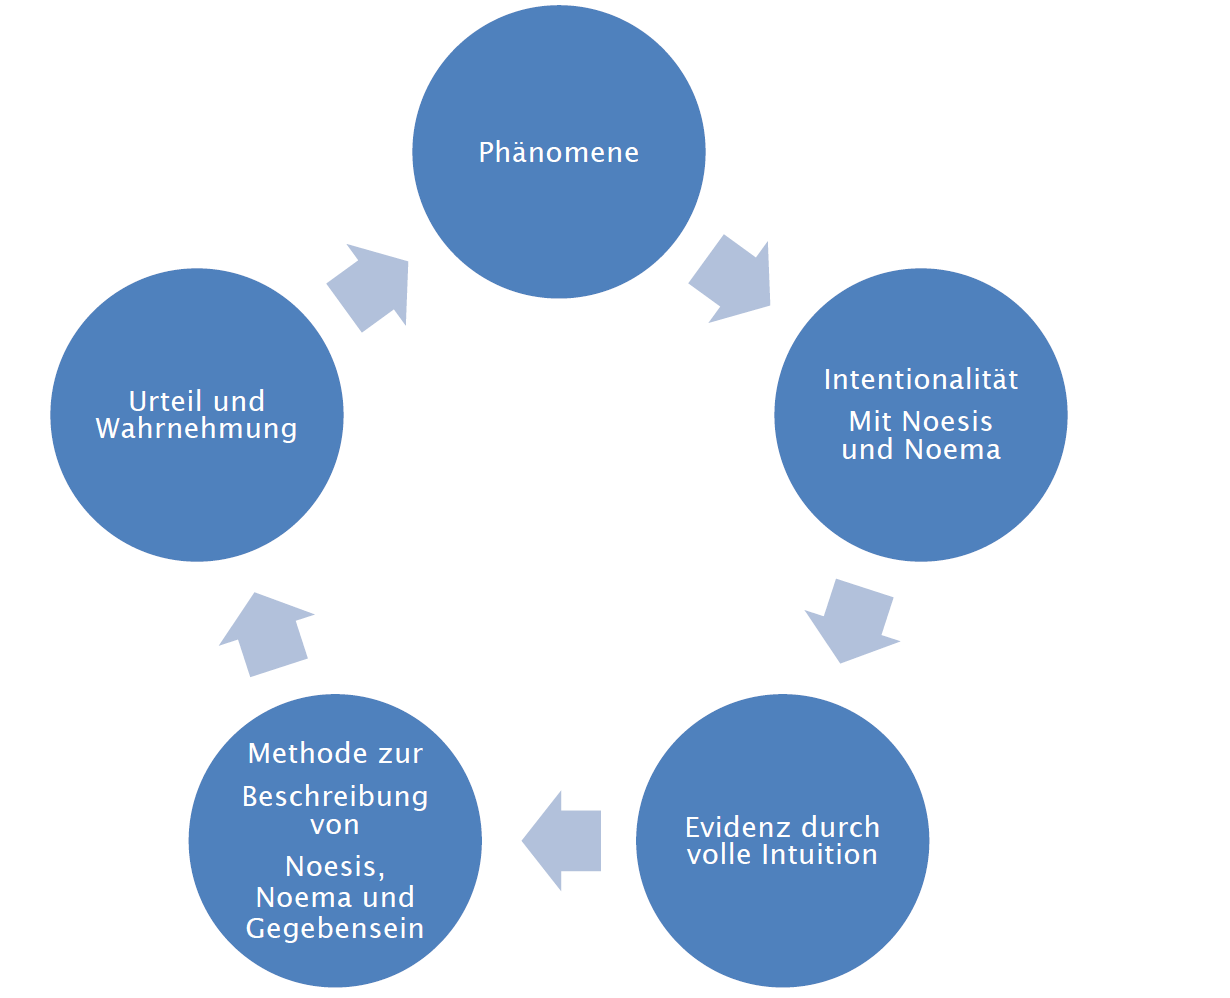 Phänomene
Intentionalität
Mit Noesis
und Noema
Evidenz durch
volle Intuition
Methode zur
Beschreibung
von
Noesis,
Noema und
Gegebensein
Urteil und
Wahrnehmung